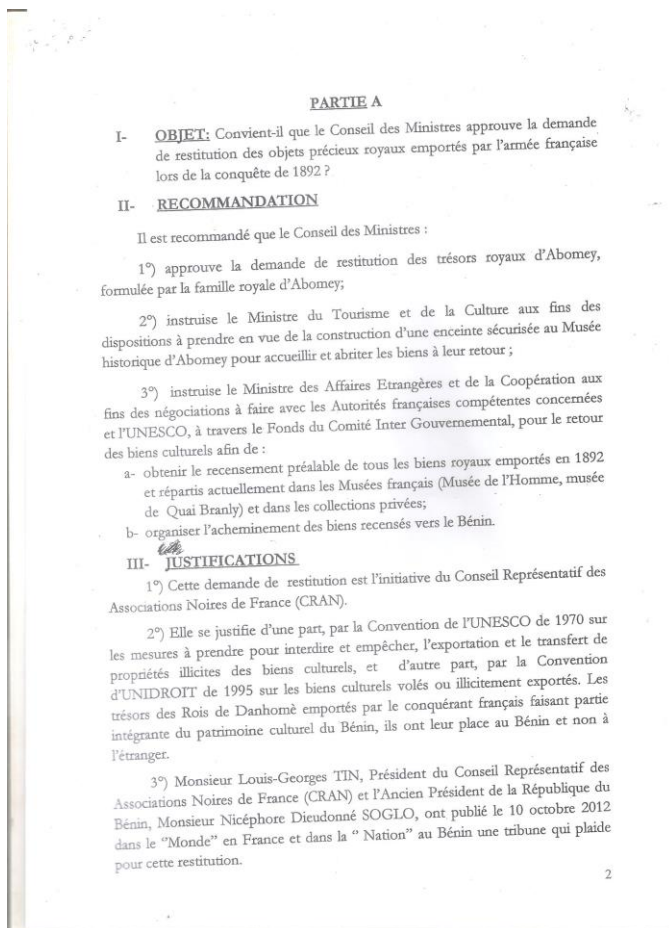 PARTIE A
I- OBJET: Convient-il que le Conseil des Ministres approuve la demande
de restitution des objets précieux royaux emportés par l'armée française
lors de la conquête de 1892 ?
II- RECOMMANDATION
Il est recommandé que le Conseil des Ministres :
1°) approuve la demande de restitution des trésors royaux d'Abomey,
formulée par la famille royale d'Abomey;
2°) instruise le Ministre du Tourisme et de la Culture aux fins des
dispositions à prendre en vue de la construction d'une enceinte sécurisée au Musée
historique d'Abomey pour accueillir et abriter les biens à leur retour ;
3°) instruise le Ministre des Affaires Etrangères et de la Coopération aux
fins des négociations à faire avec les Autorités françaises compétentes concernées
et l'UNESCO, à travers le Fonds du Comité Inter Gouvernemental, pour le retour
des biens culturels afin de :
a- obtenir le recensement préalable de tous les biens royaux emportés en 1892
et répartis actuellement dans les Musées français (Musée de l'Homme, musée
de Quai Branly) et dans les collections privées;
b- organiser l'acheminement des biens recensés vers le Bénin.
III- JUSTIFICATIONS
1°) Cette demande de restitution est l'initiative du Conseil Représentatif des
Associations Noires de France (CRAN).
2°) Elle se justifie d'une part, par la Convention de l'UNESCO de 1970 sur
les mesures à prendre pour interdire et empêcher, l'exportation et le transfert de
propriétés illicites des biens culturels, et d'autre part, par la Convention
d'UNIDROIT de 1995 sur les biens culturels volés ou illicitement exportés. Les
trésors des Rois de Danhomè emportés par le conquérant français faisant partie
intégrante du patrimoine culturel du Bénin, ils ont leur place au Bénin et non à
l'étranger.
3°) Monsieur Louis-Georges TIN, Président du Conseil Représentatif des
Associations Noires de France (CRAN) et l'Ancien Président de la République du
Bénin, Monsieur Nicéphore Dieudonné SOGLO, ont publié le 10 octobre 2012
dans le "Monde" en France et dans la " Nation" au Bénin une tribune qui plaide
pour cette restitution.
2